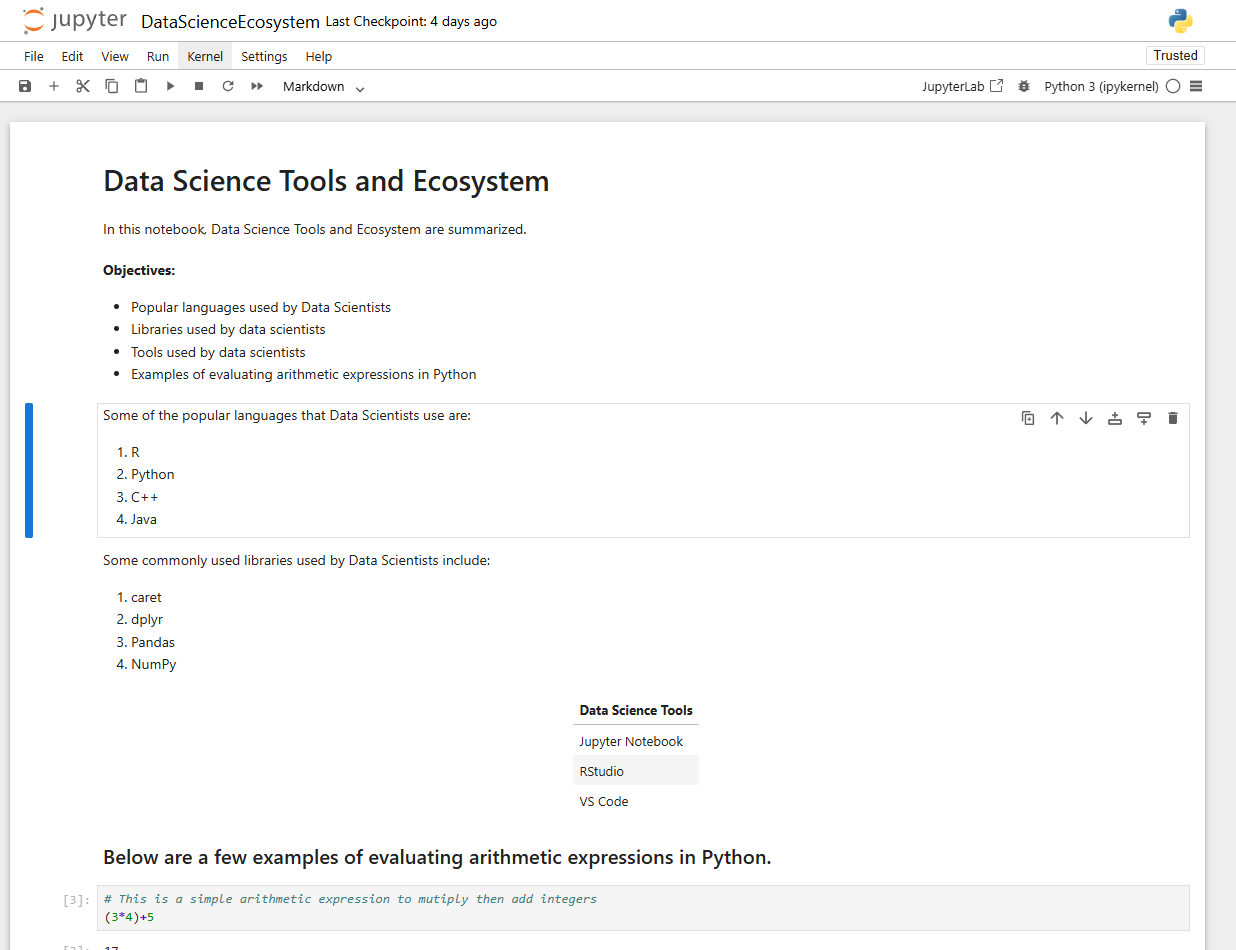 jupyter DataScienceEcosystem Last Checkpoint: 4 days ago
File Edit View Run Kernel Settings Help Trusted
Markdown JupyterLab Python 3 (ipykernel)
Data Science Tools and Ecosystem
In this notebook, Data Science Tools and Ecosystem are summarized.
Objectives:
• Popular languages used by Data Scientists
• Libraries used by data scientists
• Tools used by data scientists
• Examples of evaluating arithmetic expressions in Python
Some of the popular languages that Data Scientists use are:
1. R
2. Python
3. C++
4. Java
Some commonly used libraries used by Data Scientists include:
1. caret
2. dplyr
3. Pandas
4. NumPy
Data Science Tools
Jupyter Notebook
RStudio
VS Code
Below are a few examples of evaluating arithmetic expressions in Python.
[3]: # This is a simple arithmetic expression to mutiply then add integers
(3*4)+5
[3]: 17